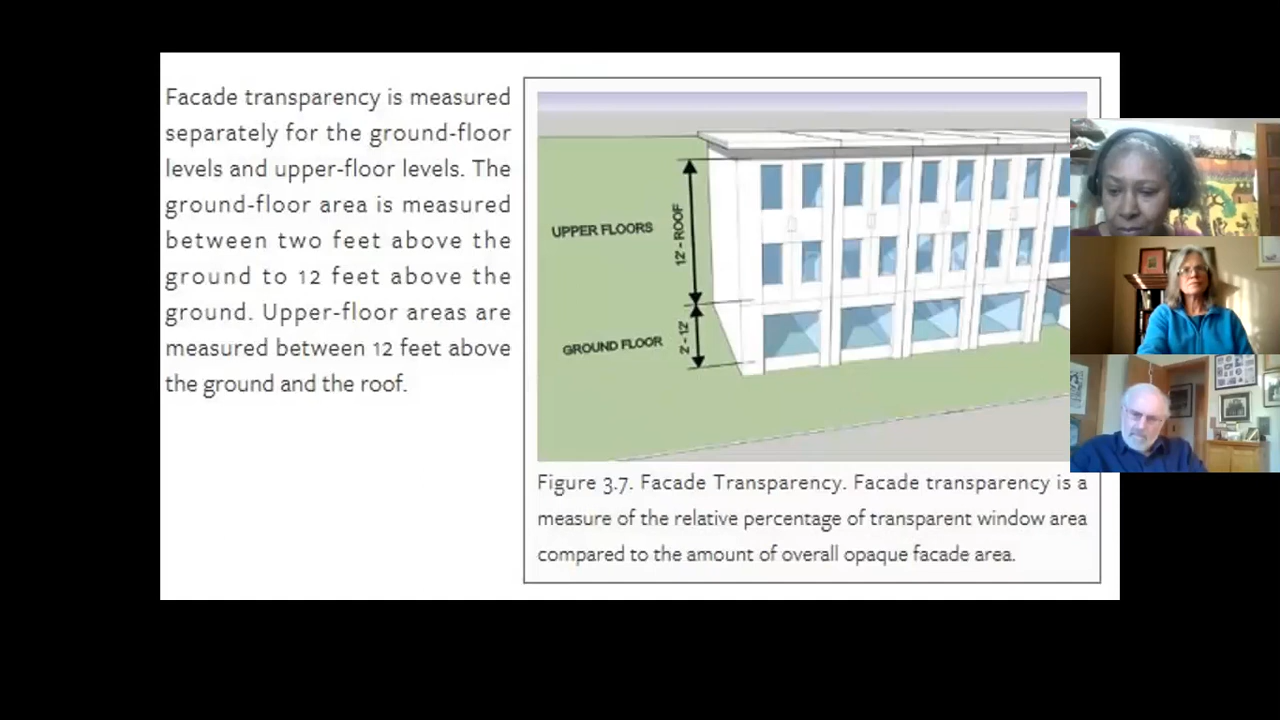 Facade transparency is measured
separately for the ground-floor
levels and upper-floor levels. The
ground-floor area is measured
between two feet above the
ground to 12 feet above the
ground. Upper-floor areas are
measured between 12 feet above
the ground and the roof.
UPPER FLOORS
12' - ROOF
GROUND FLOOR
2' - 12'
Figure 3.7. Facade Transparency. Facade transparency is a
measure of the relative percentage of transparent window area
compared to the amount of overall opaque facade area.